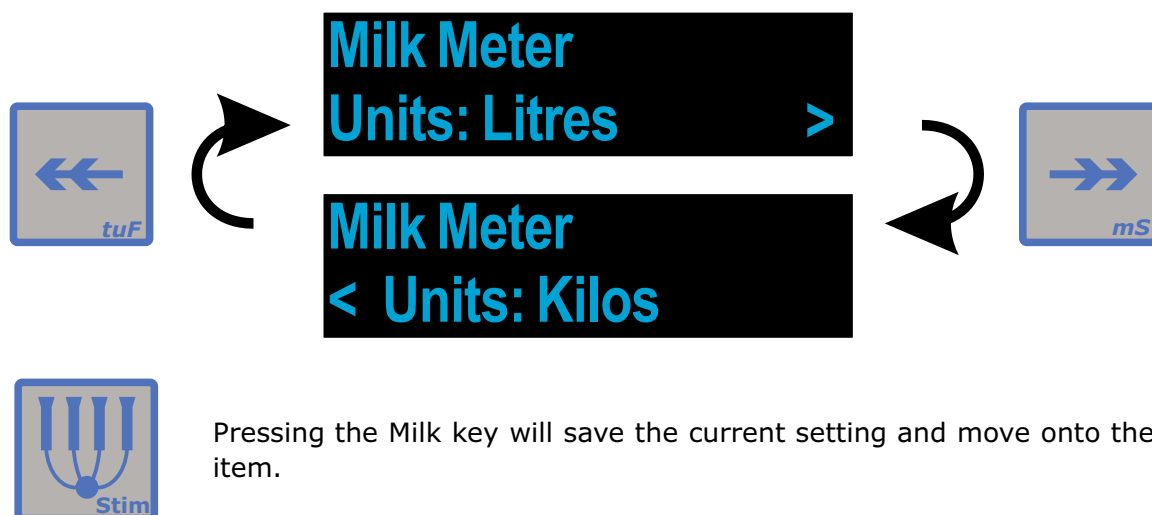 Milk Meter
Units: Litres >
tuF
mS
Milk Meter
< Units: Kilos
Stim
Pressing the Milk key will save the current setting and move onto the
item.